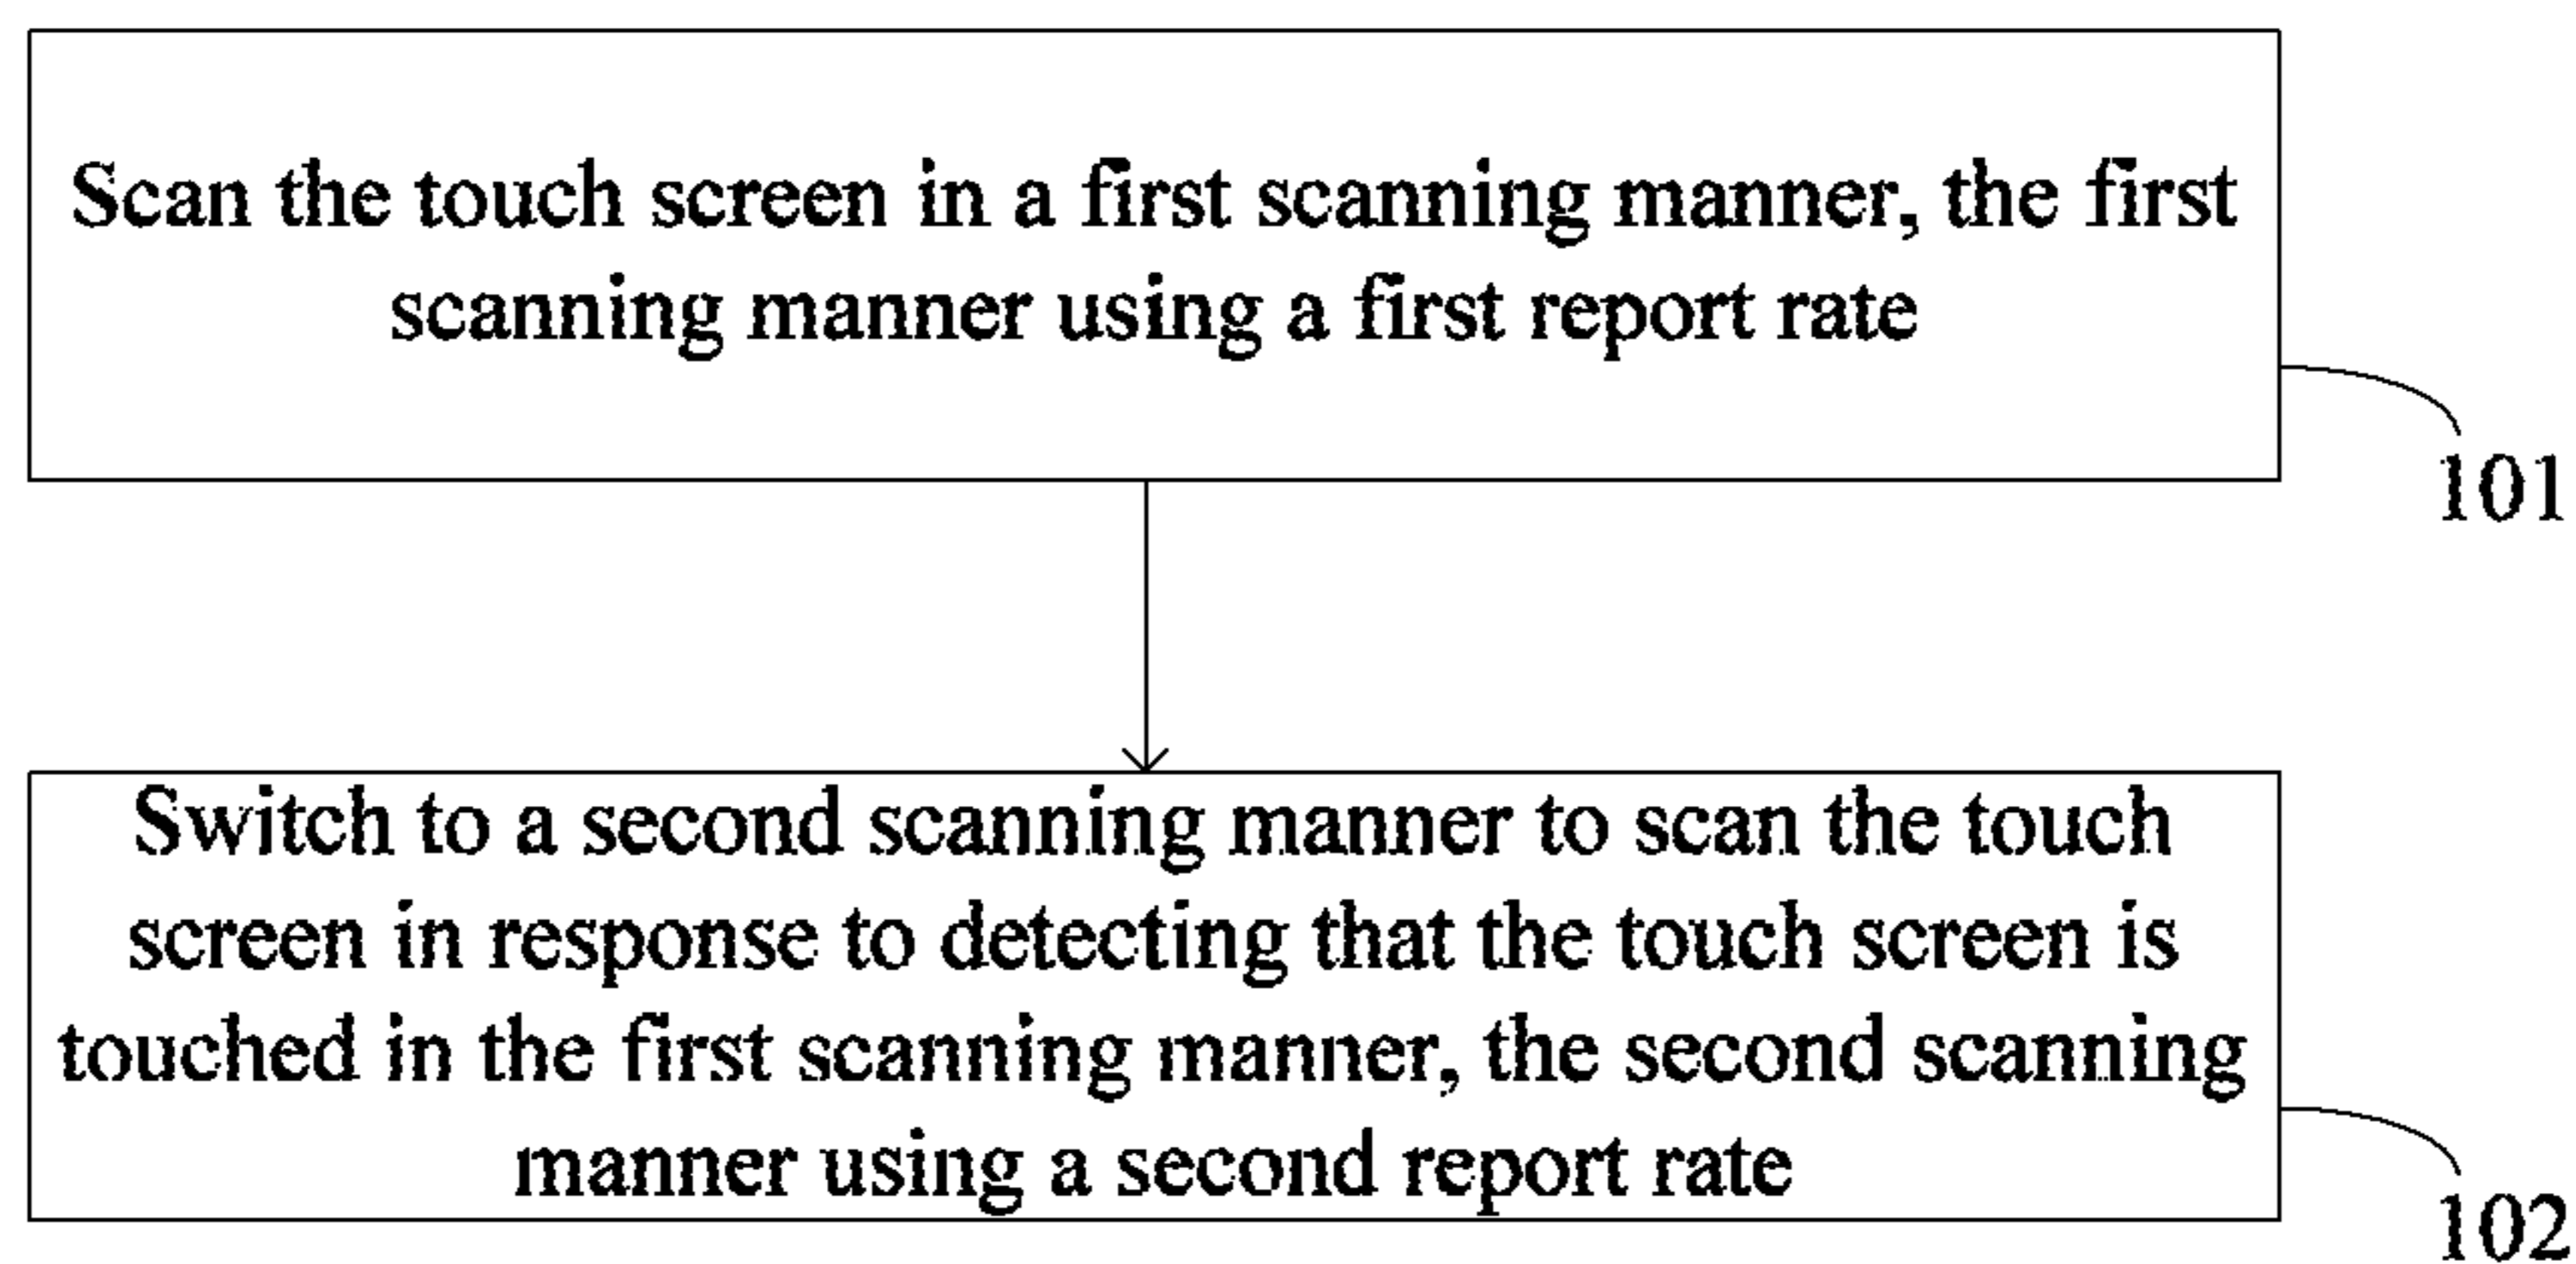 Scan the touch screen in a first scanning manner, the first
scanning manner using a first report rate
101
Switch to a second scanning manner to scan the touch
screen in response to detecting that the touch screen is
touched in the first scanning manner, the second scanning
manner using a second report rate
102